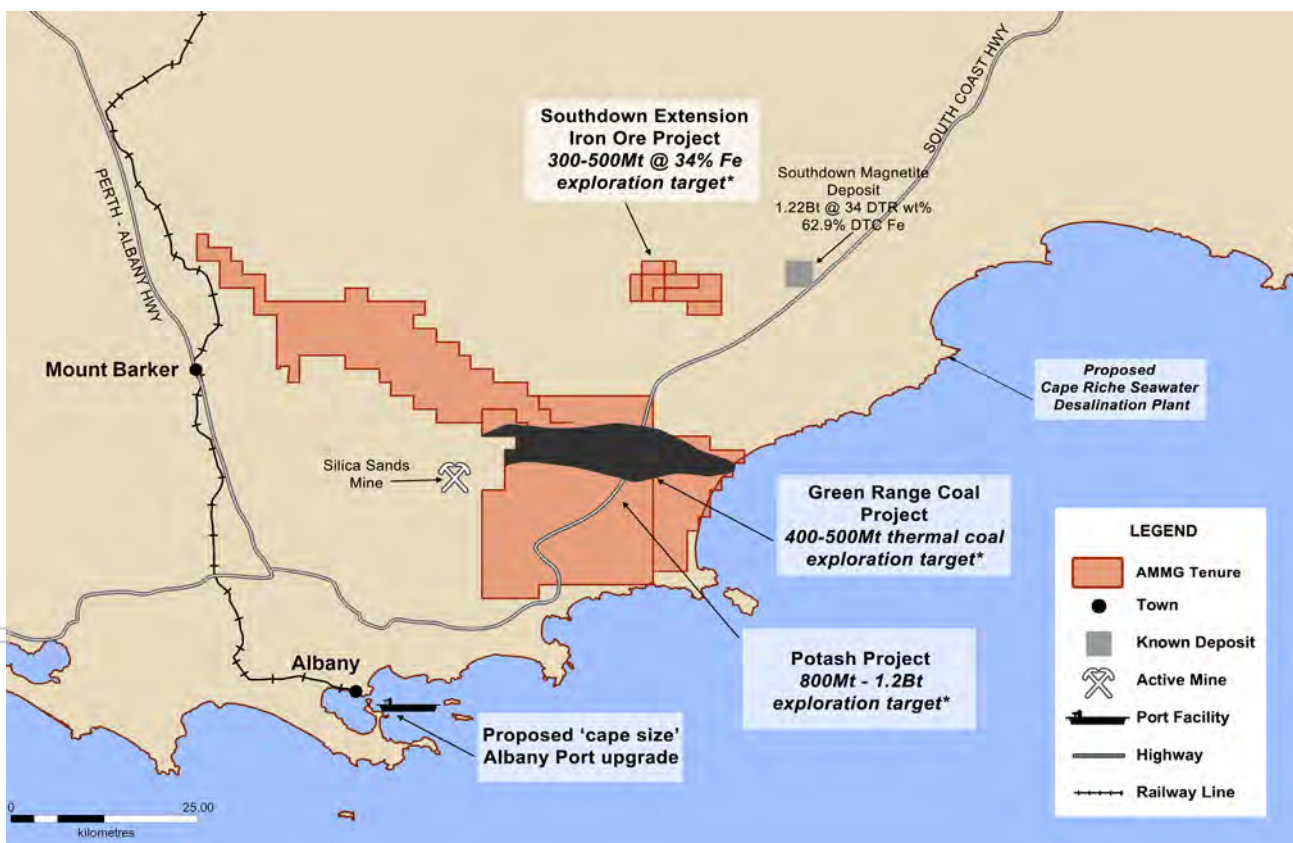 SOUTH COAST HWY
PERTH - ALBANY HWY
Southdown Extension
Iron Ore Project
300-500Mt @ 34% Fe
exploration target*
Southdown Magnetite
Deposit
1.22Bt @ 34 DTR wt%
62.9% DTC Fe
Mount Barker
Proposed
Cape Riche Seawater
Desalination Plant
Silica Sands
Mine
Green Range Coal
Project
400-500Mt thermal coal
exploration target*
Potash Project
800Mt - 1.2Bt
exploration target*
Albany
Proposed ‘cape size’
Albany Port upgrade
LEGEND
AMMG Tenure
Town
Known Deposit
Active Mine
Port Facility
Highway
Railway Line
0 25.00
kilometres